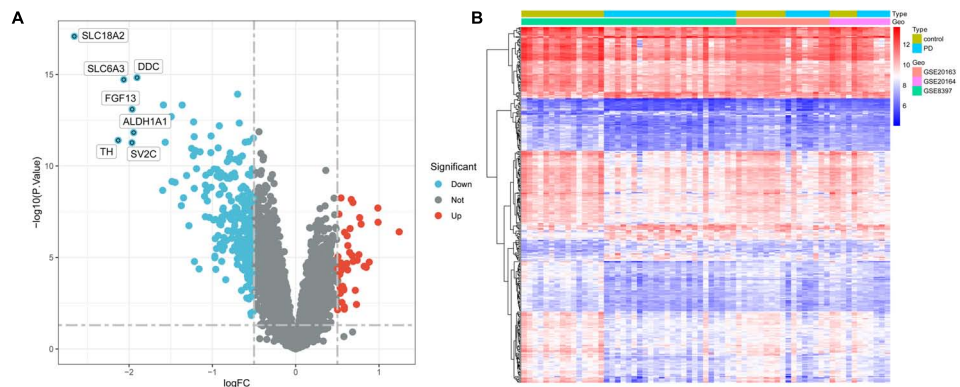 A
B
SLC18A2
SLC6A3
DDC
FGF13
ALDH1A1
TH
SV2C
15
10
5
0
−log10(P.Value)
−2
−1
0
1
logFC
Significant
Down
Not
Up
Type
Geo
12
10
8
6
Type
control
PD
Geo
GSE20163
GSE20164
GSE8397